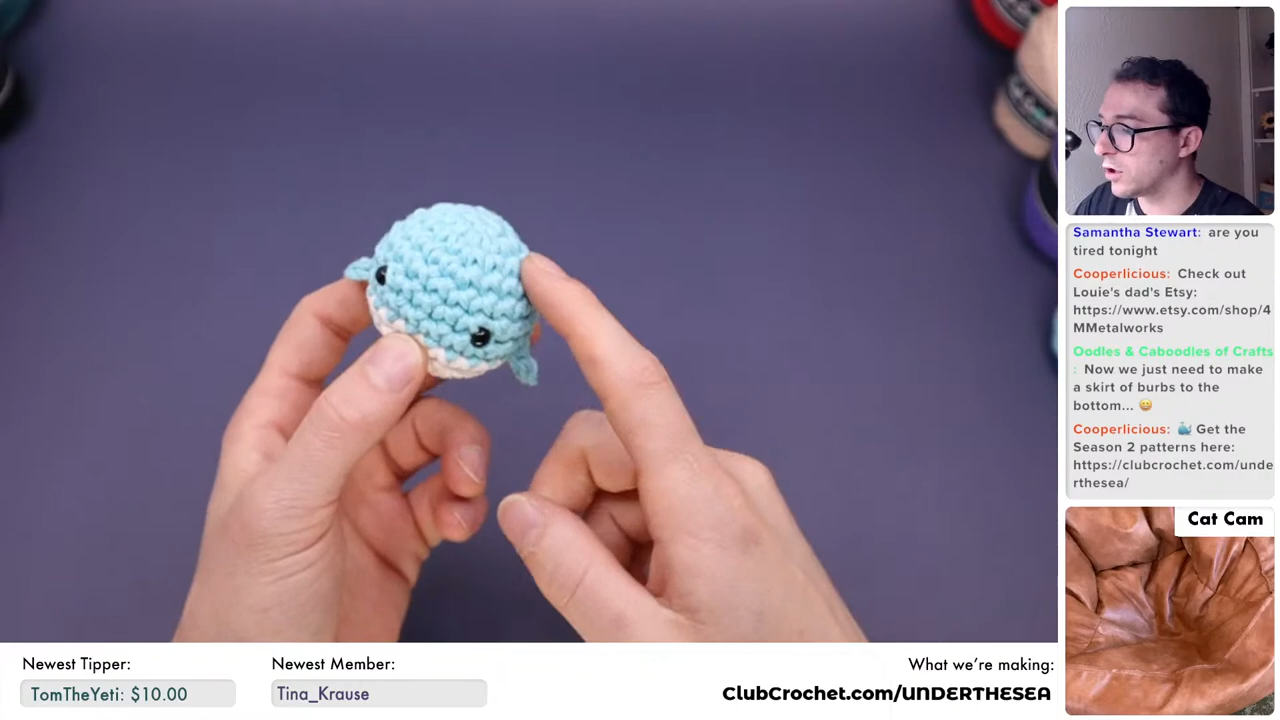 Samantha Stewart: are you
tired tonight
Cooperlicious: Check out
Louie's dad's Etsy:
https://www.etsy.com/shop/4
MMetalworks
Oodles & Caboodles of Crafts
: Now we just need to make
a skirt of burbs to the
bottom... 😄
Cooperlicious: 🐳 Get the
Season 2 patterns here:
https://clubcrochet.com/unde
rthesea/
Cat Cam
Newest Tipper:
TomTheYeti: $10.00
Newest Member:
Tina_Krause
What we're making:
ClubCrochet.com/UNDERTHESEA